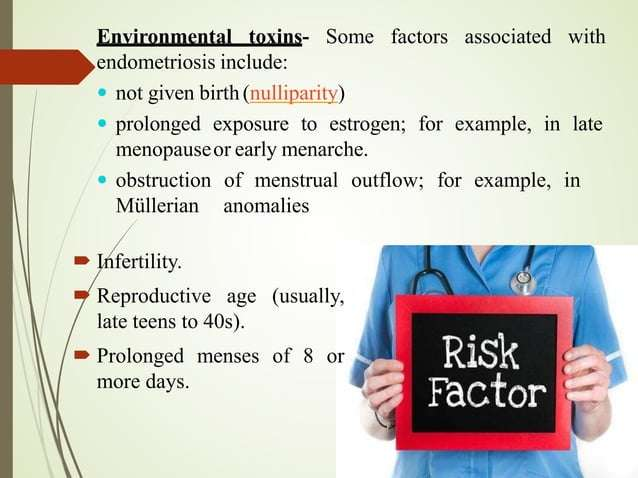 Environmental toxins- Some factors associated with
endometriosis include:
not given birth (nulliparity)
prolonged exposure to estrogen; for example, in late
menopauseor early menarche.
obstruction of menstrual outflow; for example, in
Müllerian anomalies
Infertility.
Reproductive age (usually,
late teens to 40s).
Prolonged menses of 8 or
more days.
Risk
Factor